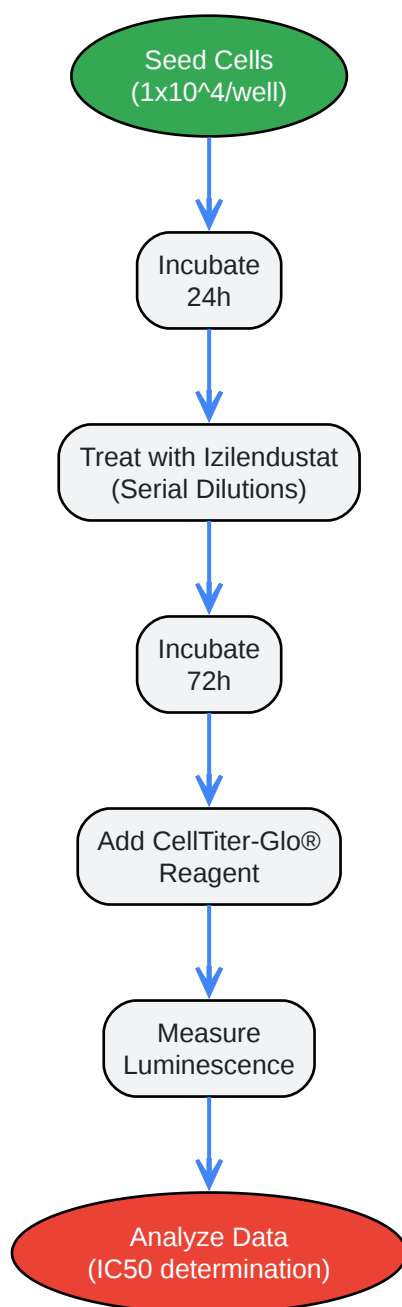 Seed Cells
(1x10^4/well)
Incubate
24h
Treat with Izilendustat
(Serial Dilutions)
Incubate
72h
Add CellTiter-Glo®
Reagent
Measure
Luminescence
Analyze Data
(IC50 determination)